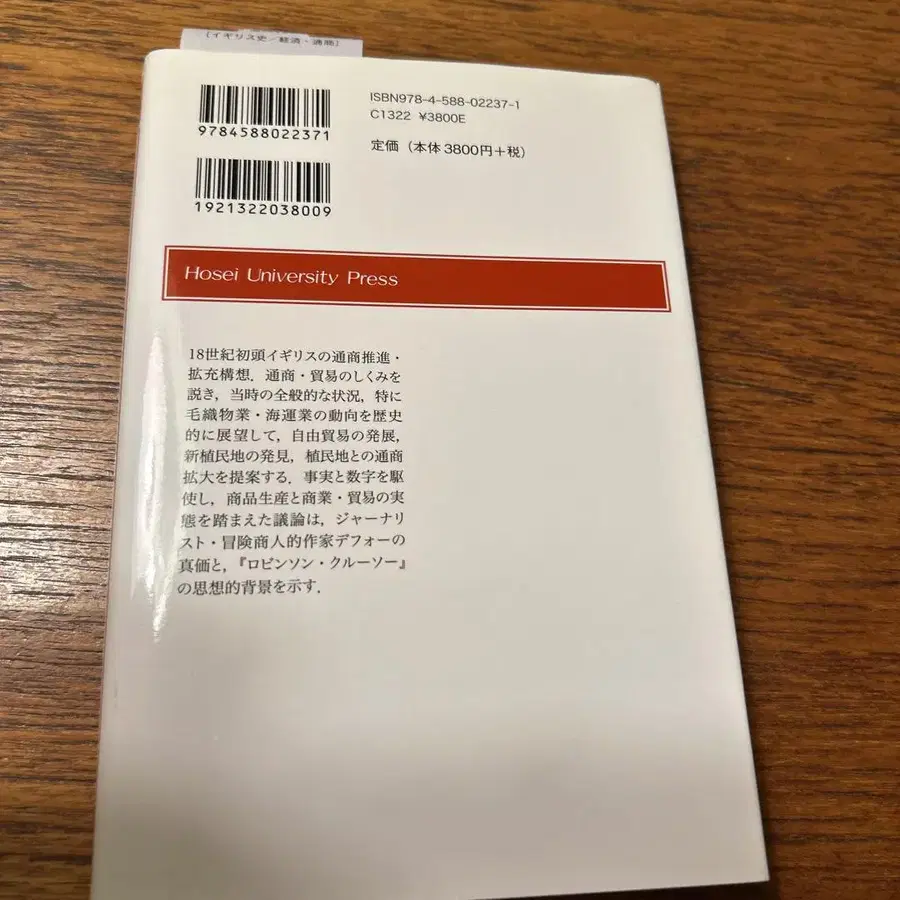 (イギリス史/経済・通商)
ISBN978-4-588-02237-1
C1322 ¥3800E
9784588022371
定価(本体3800円+税)
1921322038009
Hosei University Press
18世紀初頭イギリスの通商推進・
拡充構想.通商・貿易のしくみを
説き,当時の全般的な状況,特に
毛織物業・海運業の動向を歴史
的に展望して,自由貿易の発展,
新植民地の発見,植民地との通商
拡大を提案する.事実と数字を駆
使し,商品生産と商業・貿易の実
態を踏まえた議論は,ジャーナリ
スト・冒険商人的作家デフォーの
真価と,『ロビンソン・クルーソー』
の思想的背景を示す.